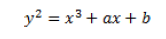 y² = x³ + ax + b